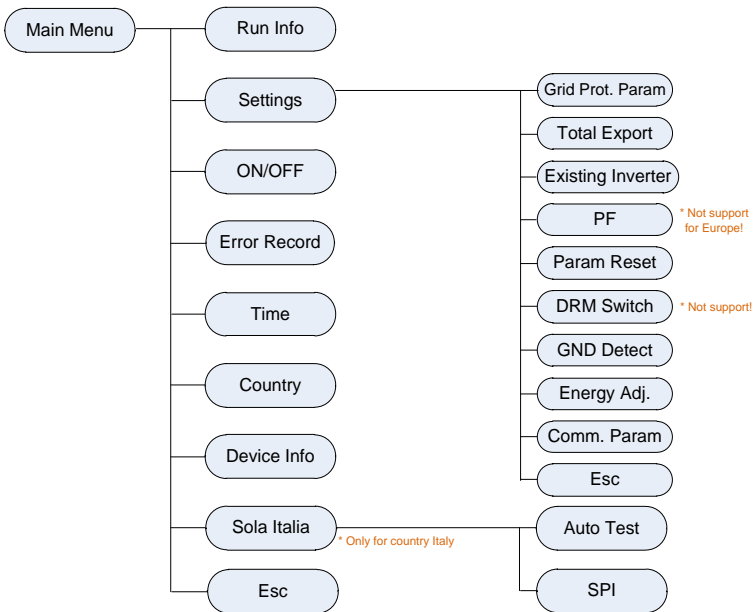 Main Menu
Run Info
Settings
ON/OFF
Error Record
Time
Country
Device Info
Sola Italia
* Only for country Italy
Esc
Grid Prot. Param
Total Export
Existing Inverter
PF
* Not support
for Europe!
Param Reset
DRM Switch
* Not support!
GND Detect
Energy Adj.
Comm. Param
Esc
Auto Test
SPI